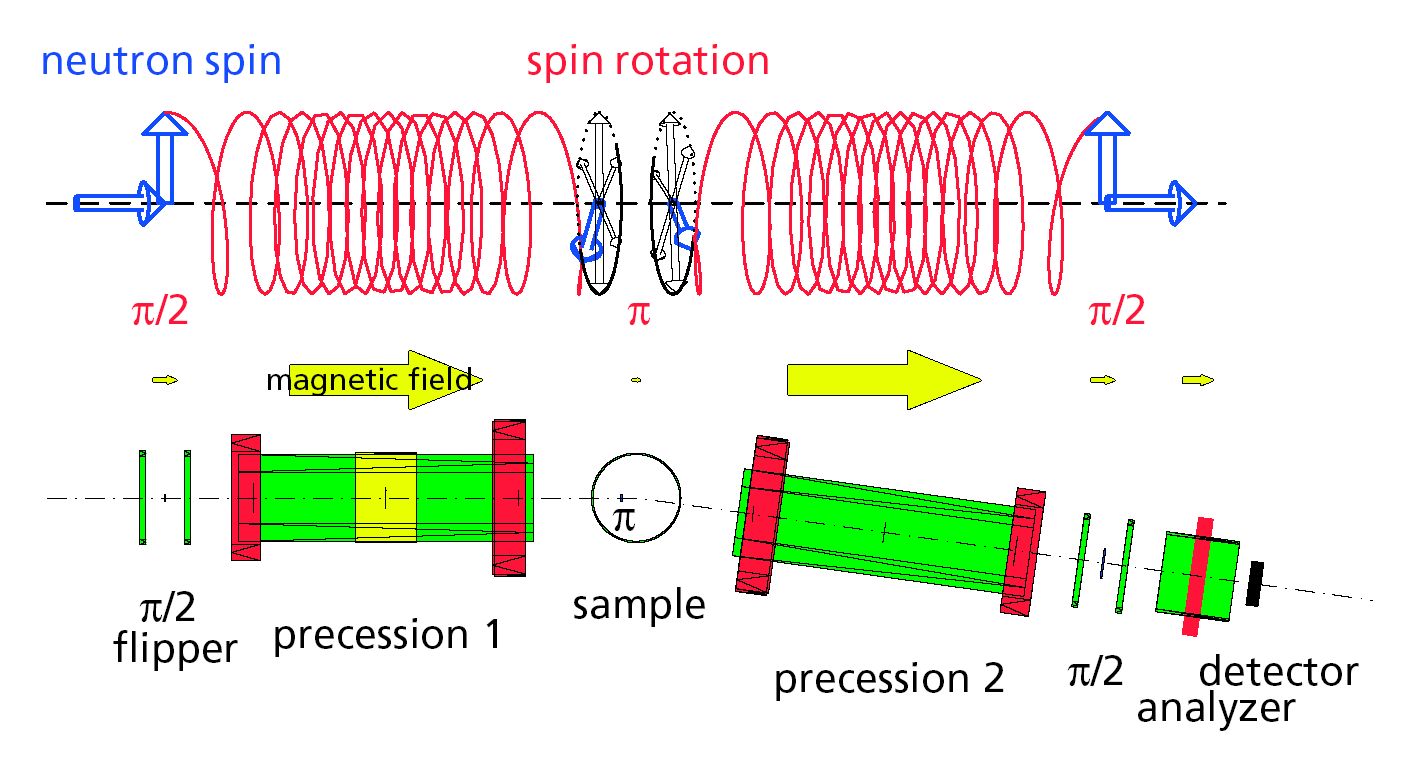 neutron spin
spin rotation
π/2
π
π/2
magnetic field
π
π/2
flipper
precession 1
sample
precession 2
π/2
detector
analyzer